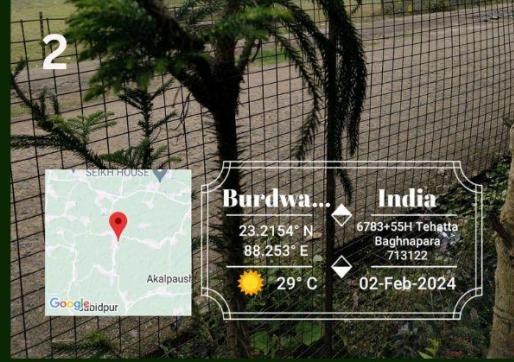 2
SEIKH HOUSE
Akalpaush
Google
Burdwa...
23.2154° N
88.253° E
29° C
India
6783+55H Tehatta
Baghnapara
713122
02-Feb-2024